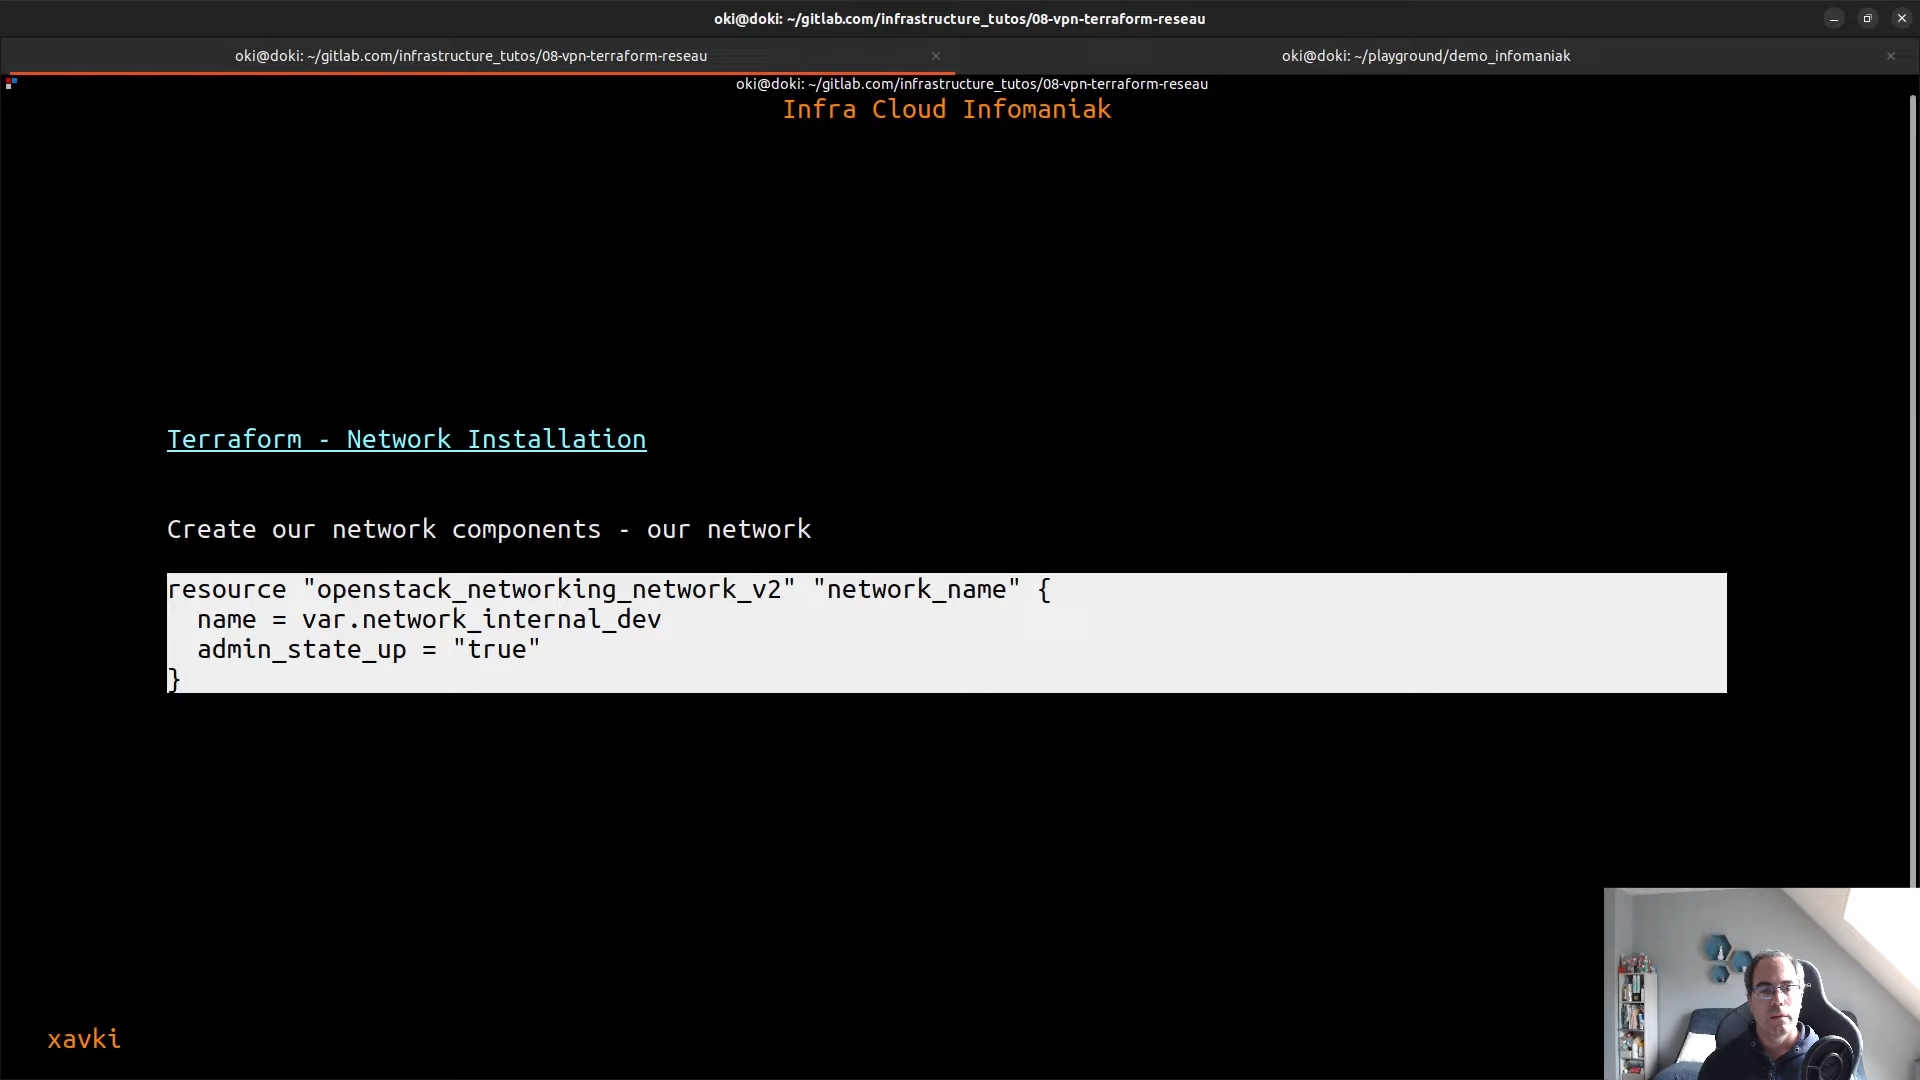 oki@doki: ~/gitlab.com/infrastructure_tutos/08-vpn-terraform-reseau
oki@doki: ~/gitlab.com/infrastructure_tutos/08-vpn-terraform-reseau
oki@doki: ~/playground/demo_infomaniak
oki@doki: ~/gitlab.com/infrastructure_tutos/08-vpn-terraform-reseau
Infra Cloud Infomaniak
Terraform - Network Installation
Create our network components - our network
resource "openstack_networking_network_v2" "network_name" {
  name = var.network_internal_dev
  admin_state_up = "true"
}
xavki